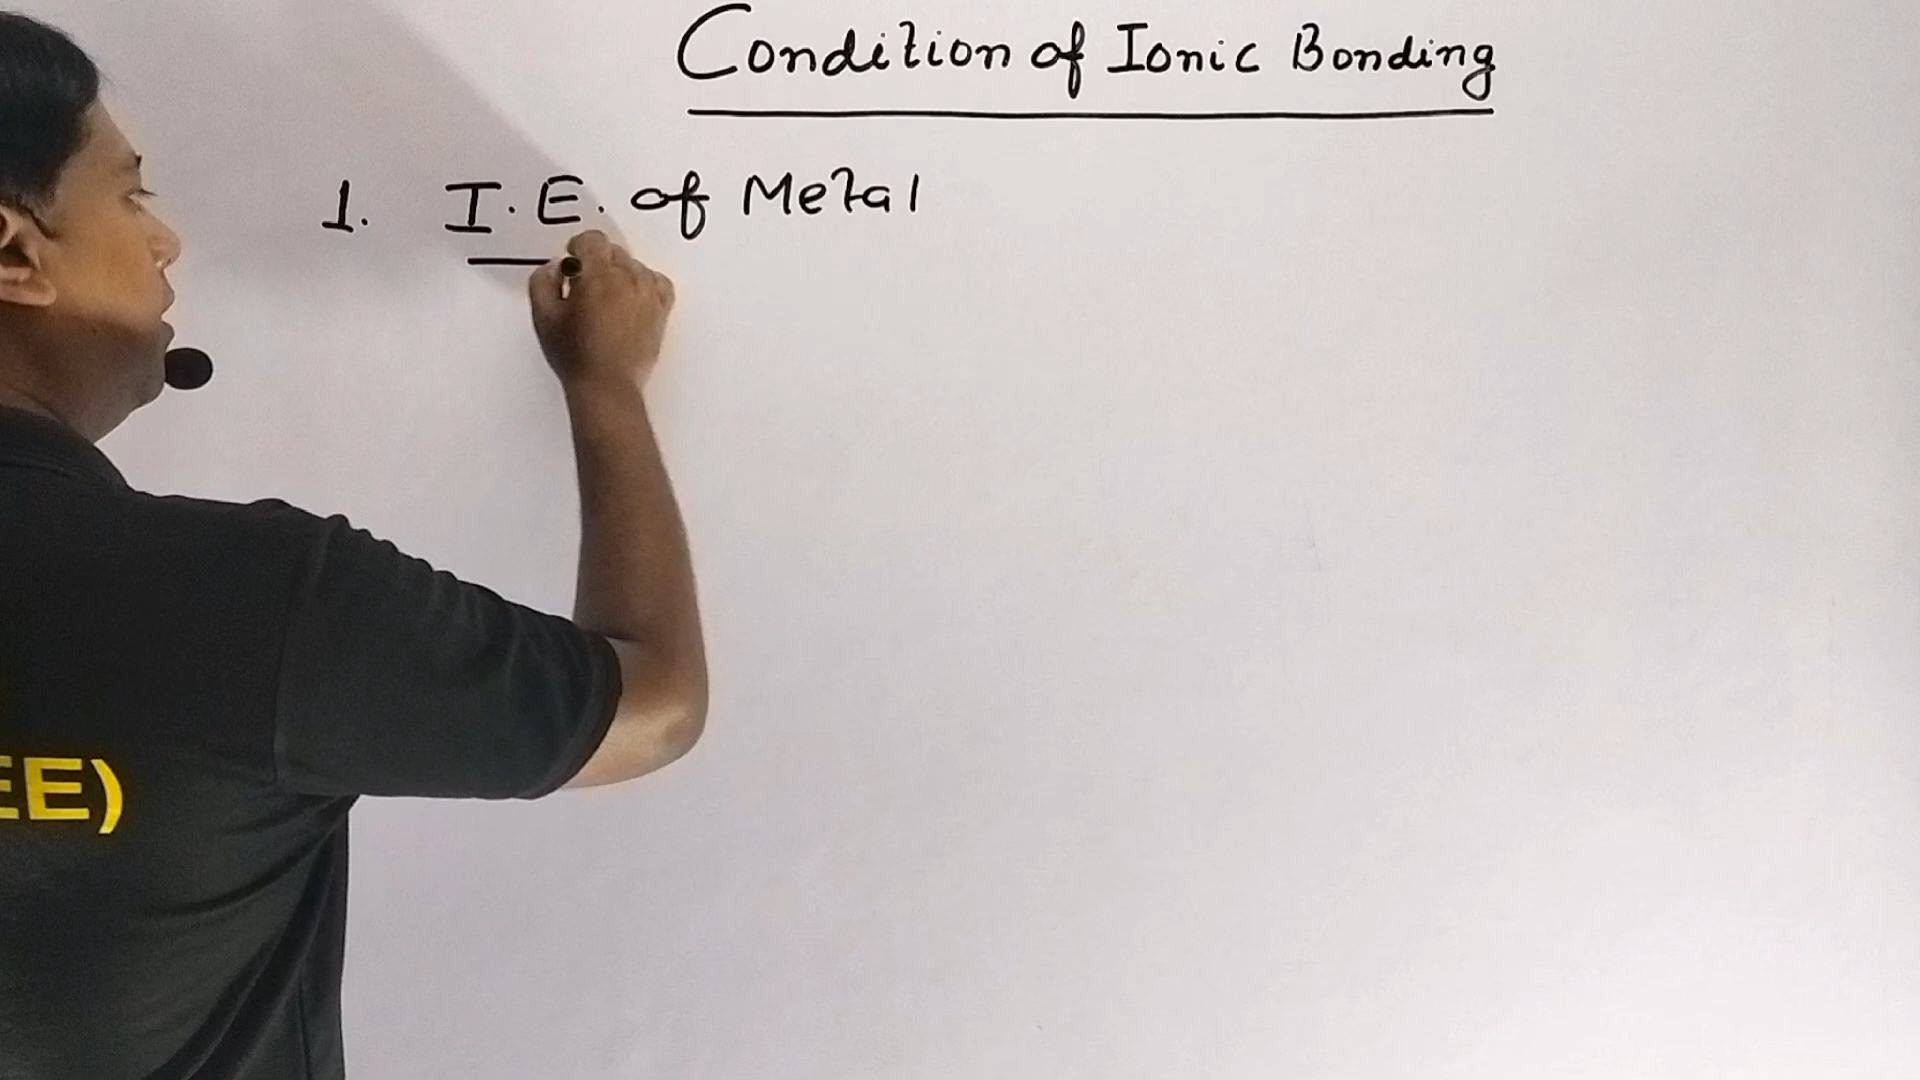 Condition of Ionic Bonding
1. I.E. of Metal
EE)